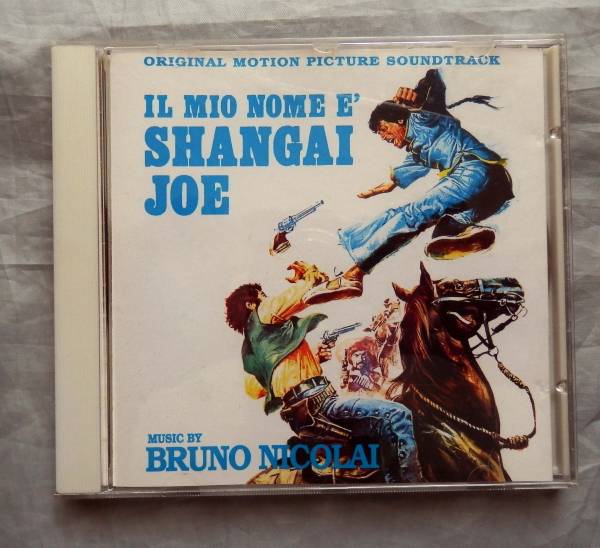 ORIGINAL MOTION PICTURE SOUNDTRACK
IL MIO NOME E'
SHANGAI
JOE
MUSIC BY
BRUNO NICOLAI